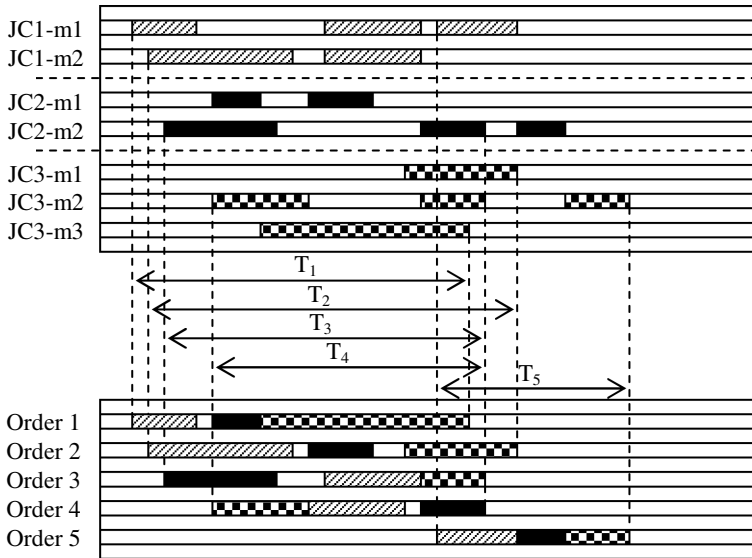 JC1-m1
JC1-m2
JC2-m1
JC2-m2
JC3-m1
JC3-m2
JC3-m3
T₁
T₂
T₃
T₄
T₅
Order 1
Order 2
Order 3
Order 4
Order 5